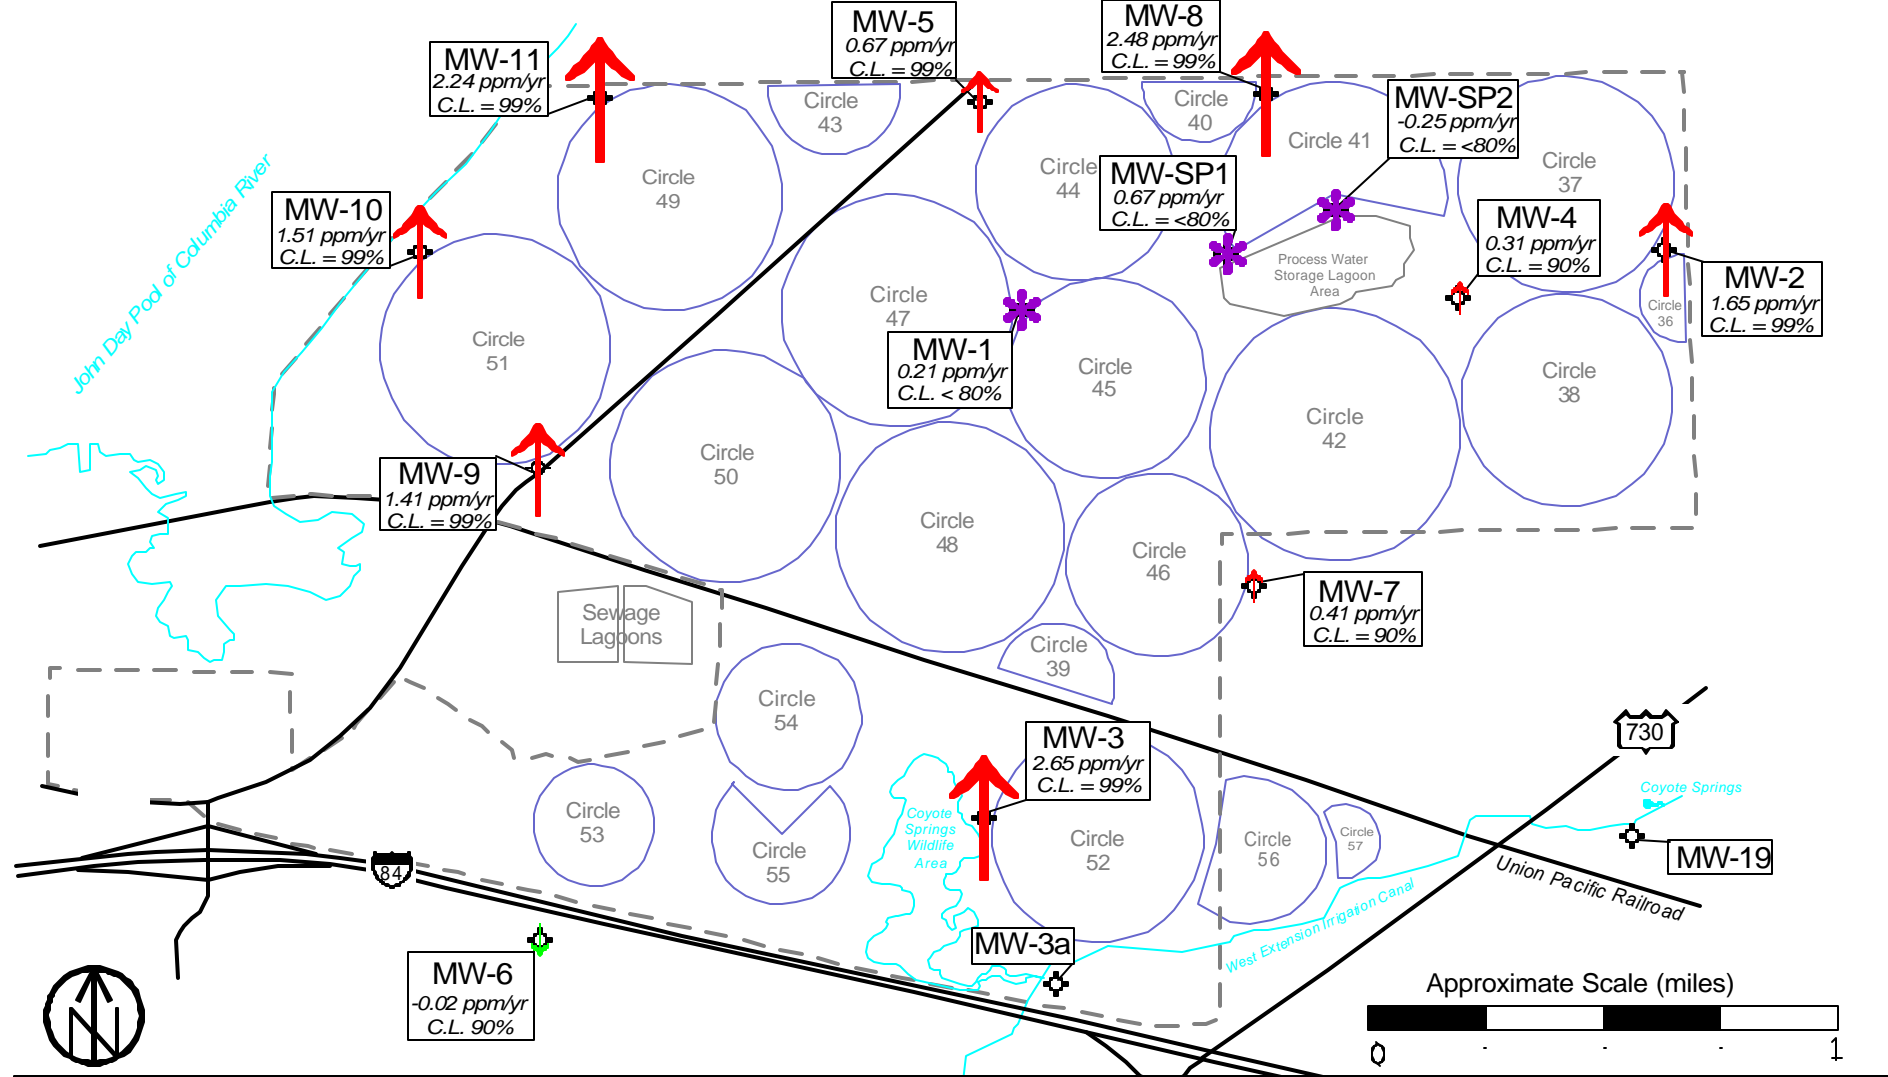 MW-5
0.67 ppm/yr
C.L. = 99%
MW-8
2.48 ppm/yr
C.L. = 99%
MW-11
2.24 ppm/yr
C.L. = 99%
Circle
43
Circle
40
MW-SP2
-0.25 ppm/yr
C.L. = <80%
Circle 41
Circle
49
Circle
44
MW-SP1
0.67 ppm/yr
C.L. = <80%
Circle
37
John Day Pool of Columbia River
MW-10
1.51 ppm/yr
C.L. = 99%
MW-4
0.31 ppm/yr
C.L. = 90%
Process Water
Storage Lagoon
Area
MW-2
1.65 ppm/yr
C.L. = 99%
Circle
36
Circle
47
Circle
51
MW-1
0.21 ppm/yr
C.L. < 80%
Circle
45
Circle
38
Circle
42
Circle
50
MW-9
1.41 ppm/yr
C.L. = 99%
Circle
48
Circle
46
MW-7
0.41 ppm/yr
C.L. = 90%
Sewage
Lagoons
Circle
39
Circle
54
MW-3
2.65 ppm/yr
C.L. = 99%
730
Coyote Springs
Circle
53
Circle
55
Coyote
Springs
Wildlife
Area
Circle
52
Circle
56
Circle
57
MW-19
Union Pacific Railroad
84
West Extension Irrigation Canal
MW-3a
MW-6
-0.02 ppm/yr
C.L. 90%
N
Approximate Scale (miles)
0 - - - 1